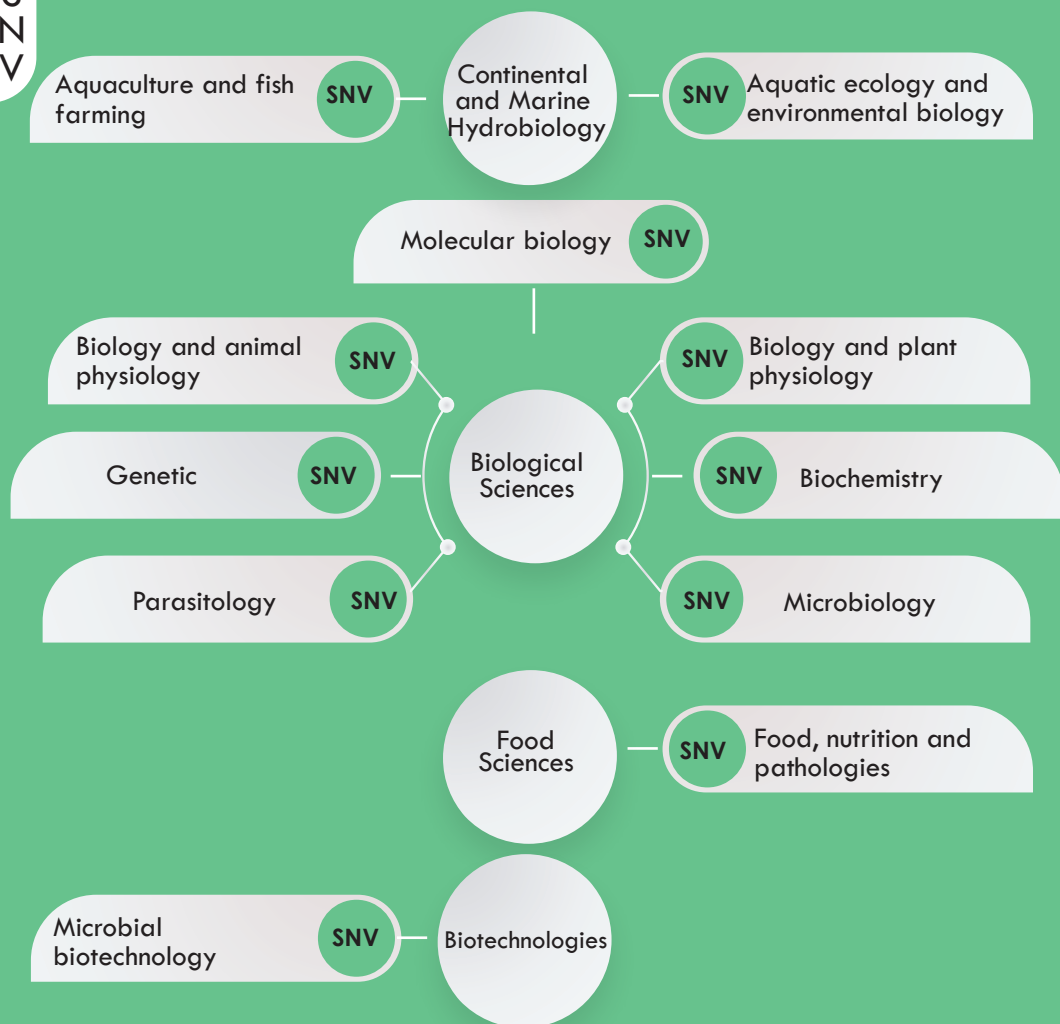 S
N
V
Aquaculture and fish
farming
SNV
Continental
and Marine
Hydrobiology
SNV
Aquatic ecology and
environmental biology
Molecular biology
SNV
Biology and animal
physiology
SNV
SNV
Biology and plant
physiology
Genetic
SNV
Biological
Sciences
SNV
Biochemistry
Parasitology
SNV
SNV
Microbiology
Food
Sciences
SNV
Food, nutrition and
pathologies
Microbial
biotechnology
SNV
Biotechnologies